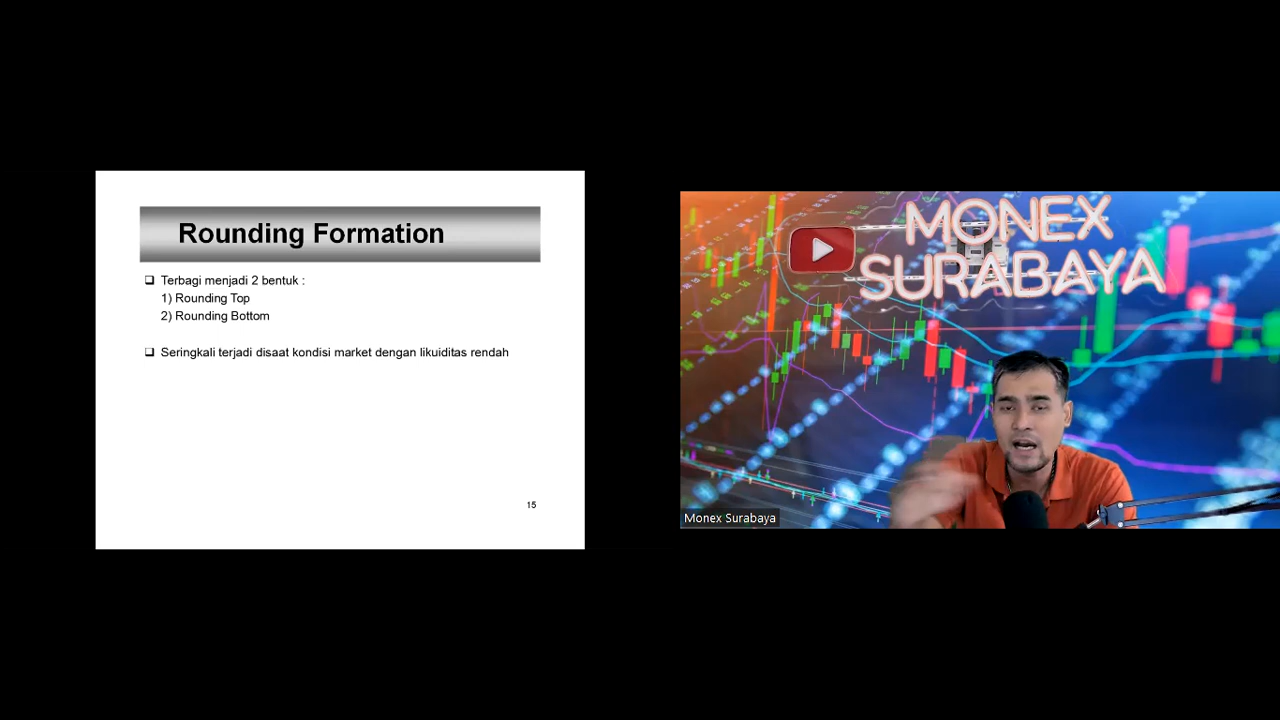 Rounding Formation
❑ Terbagi menjadi 2 bentuk :
1) Rounding Top
2) Rounding Bottom
❑ Seringkali terjadi disaat kondisi market dengan likuiditas rendah
15
MONEX
SURABAYA
Monex Surabaya